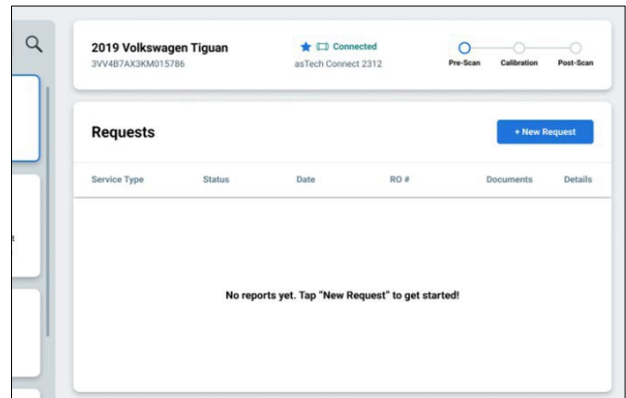 2019 Volkswagen Tiguan
3VV4B7AX3KM015786
Connected
asTech Connect 2312
Pre-Scan Calibration Post-Scan
Requests
+ New Request
Service Type Status Date RO # Documents Details
t
No reports yet. Tap "New Request" to get started!